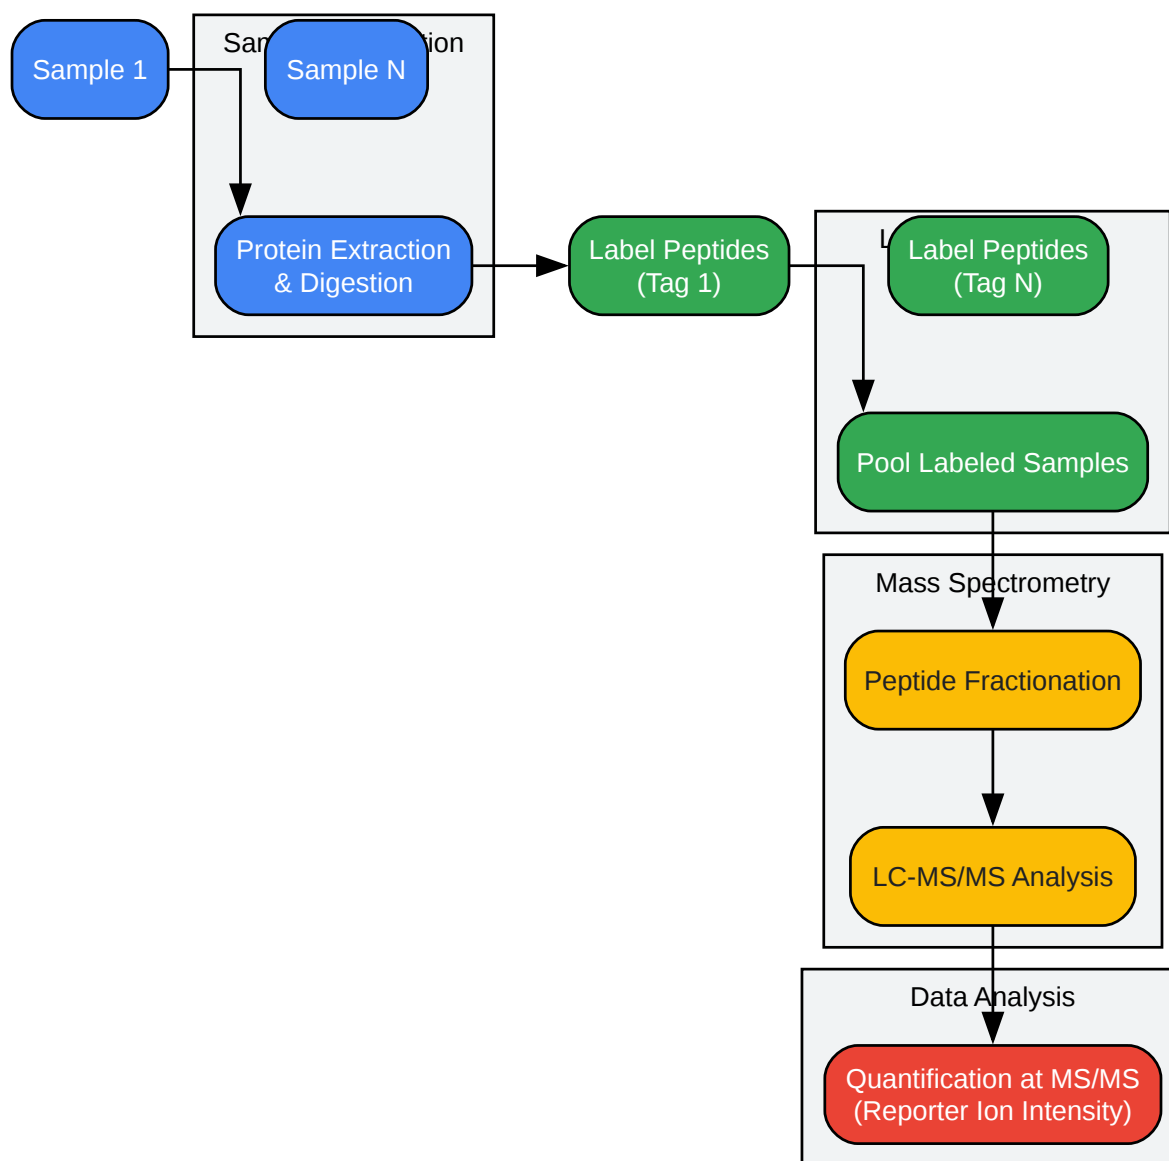 Sample 1
Sample N
Protein Extraction
& Digestion
Label Peptides
(Tag 1)
Label Peptides
(Tag N)
Pool Labeled Samples
Mass Spectrometry
Peptide Fractionation
LC-MS/MS Analysis
Data Analysis
Quantification at MS/MS
(Reporter Ion Intensity)